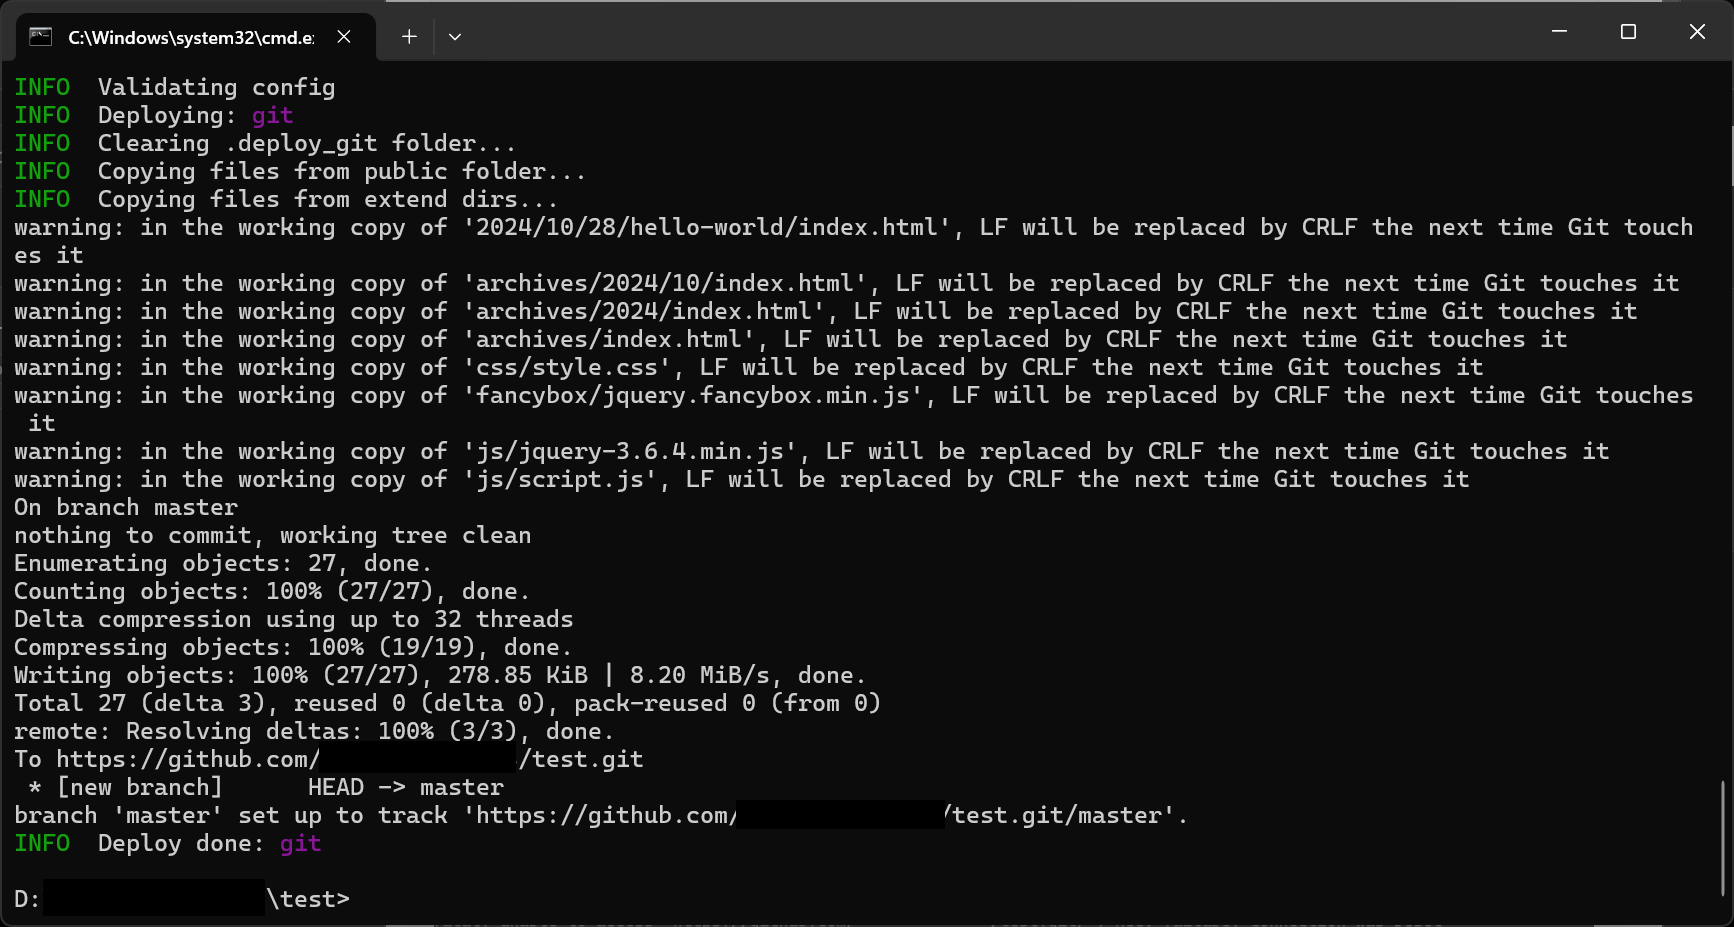 C:\Windows\system32\cmd.e
INFO  Validating config
INFO  Deploying: git
INFO  Clearing .deploy_git folder...
INFO  Copying files from public folder...
INFO  Copying files from extend dirs...
warning: in the working copy of '2024/10/28/hello-world/index.html', LF will be replaced by CRLF the next time Git touch
es it
warning: in the working copy of 'archives/2024/10/index.html', LF will be replaced by CRLF the next time Git touches it
warning: in the working copy of 'archives/2024/index.html', LF will be replaced by CRLF the next time Git touches it
warning: in the working copy of 'archives/index.html', LF will be replaced by CRLF the next time Git touches it
warning: in the working copy of 'css/style.css', LF will be replaced by CRLF the next time Git touches it
warning: in the working copy of 'fancybox/jquery.fancybox.min.js', LF will be replaced by CRLF the next time Git touches
 it
warning: in the working copy of 'js/jquery-3.6.4.min.js', LF will be replaced by CRLF the next time Git touches it
warning: in the working copy of 'js/script.js', LF will be replaced by CRLF the next time Git touches it
On branch master
nothing to commit, working tree clean
Enumerating objects: 27, done.
Counting objects: 100% (27/27), done.
Delta compression using up to 32 threads
Compressing objects: 100% (19/19), done.
Writing objects: 100% (27/27), 278.85 KiB | 8.20 MiB/s, done.
Total 27 (delta 3), reused 0 (delta 0), pack-reused 0 (from 0)
remote: Resolving deltas: 100% (3/3), done.
To https://github.com/ /test.git
 * [new branch]      HEAD -> master
branch 'master' set up to track 'https://github.com/ /test.git/master'.
INFO  Deploy done: git
D: \test>